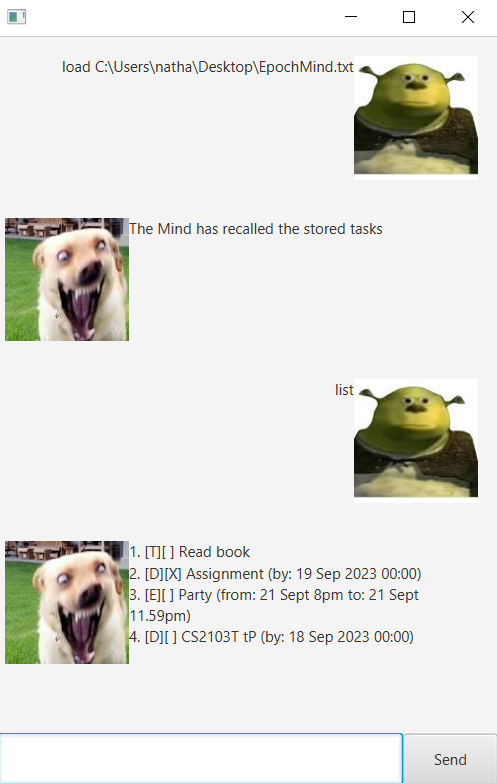 load C:\Users\natha\Desktop\EpochMind.txt
The Mind has recalled the stored tasks
list
1. [T][ ] Read book
2. [D][X] Assignment (by: 19 Sep 2023 00:00)
3. [E][ ] Party (from: 21 Sept 8pm to: 21 Sept
11.59pm)
4. [D][ ] CS2103T tP (by: 18 Sep 2023 00:00)
Send